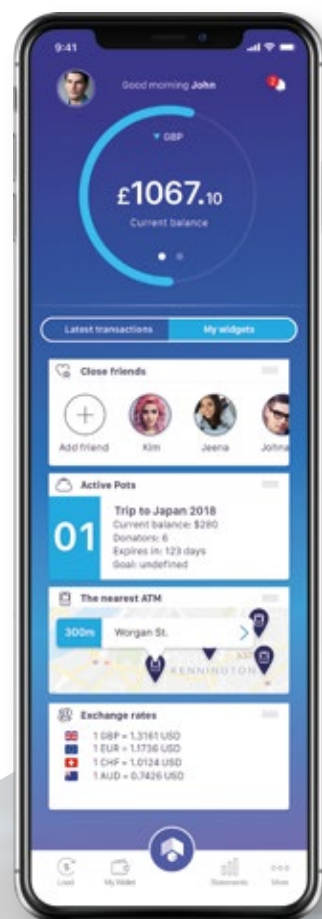 9:41
Good morning John
2
GBP
£1067.10
Current balance
Latest transactions
My widgets
Close friends
Add friend
Kim
Jeena
Johna
Active Pots
01
Trip to Japan 2018
Current balance: $280
Donators: 6
Expires in: 123 days
Goal: undefined
The nearest ATM
300m
Worgan St.
KENNINGTON
Exchange rates
1 GBP = 1.3161 USD
1 EUR = 1.1736 USD
1 CHF = 1.0124 USD
1 AUD = 0.7426 USD
Load
My Wallet
Statements
More